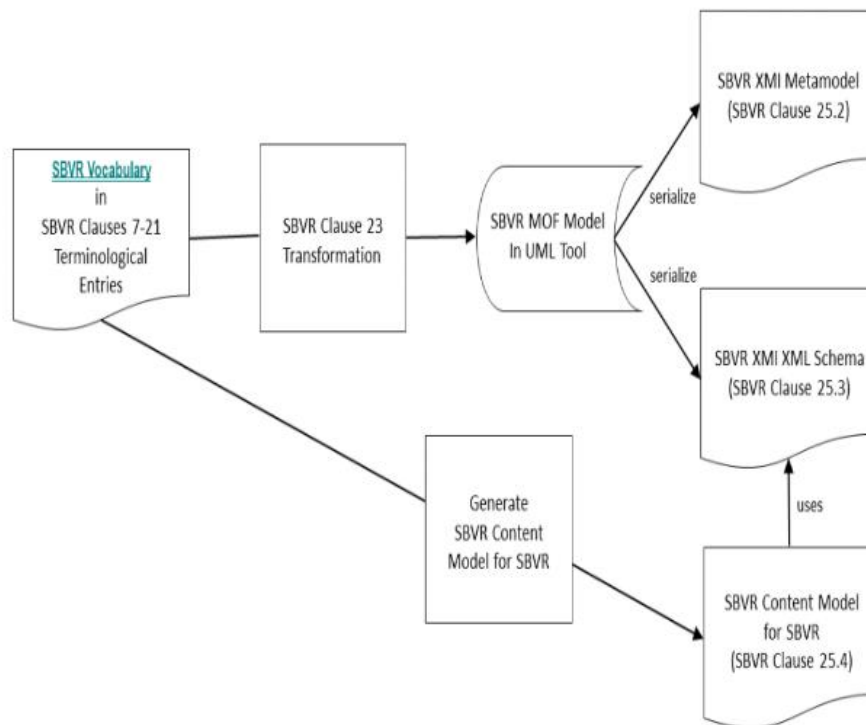 SBVR Vocabulary
in
SBVR Clauses 7-21
Terminological
Entries
SBVR Clause 23
Transformation
SBVR MOF Model
In UML Tool
serialize
serialize
SBVR XMI Metamodel
(SBVR Clause 25.2)
SBVR XMI XML Schema
(SBVR Clause 25.3)
uses
Generate
SBVR Content
Model for SBVR
SBVR Content Model
for SBVR
(SBVR Clause 25.4)